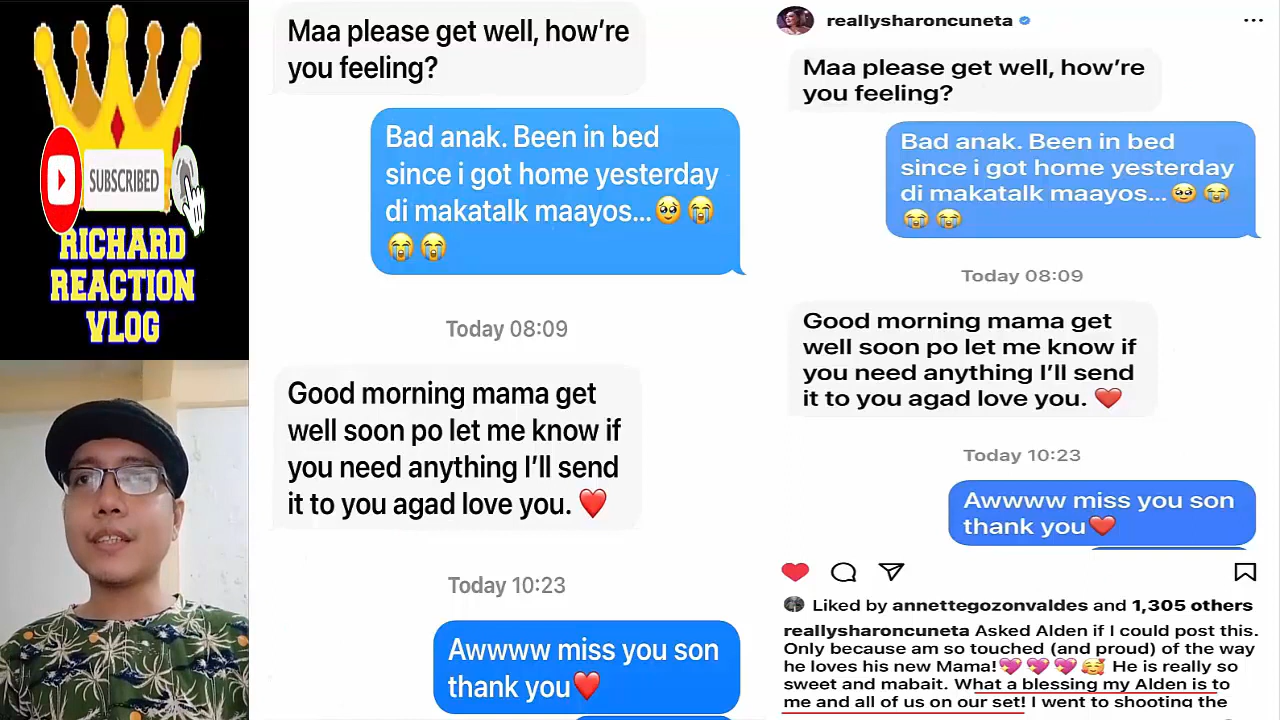 SUBSCRIBED
RICHARD
REACTION
VLOG
Maa please get well, how're
you feeling?
Bad anak. Been in bed
since i got home yesterday
di makatalk maayos...🥺 😭
😭 😭
Today 08:09
Good morning mama get
well soon po let me know if
you need anything I'll send
it to you agad love you. ❤️
Today 10:23
Awwww miss you son
thank you❤️
reallysharoncuneta
Maa please get well, how're
you feeling?
Bad anak. Been in bed
since i got home yesterday
di makatalk maayos... 🥺 😭
😭 😭
Today 08:09
Good morning mama get
well soon po let me know if
you need anything I'll send
it to you agad love you. ❤️
Today 10:23
Awwww miss you son
thank you❤️
Liked by annettegozonvaldes and 1,305 others
reallysharoncuneta Asked Alden if I could post this.
Only because am so touched (and proud) of the way
he loves his new Mama!💖 💖 💖 🥰 He is really so
sweet and mabait. What a blessing my Alden is to
me and all of us on our set! I went to shooting the